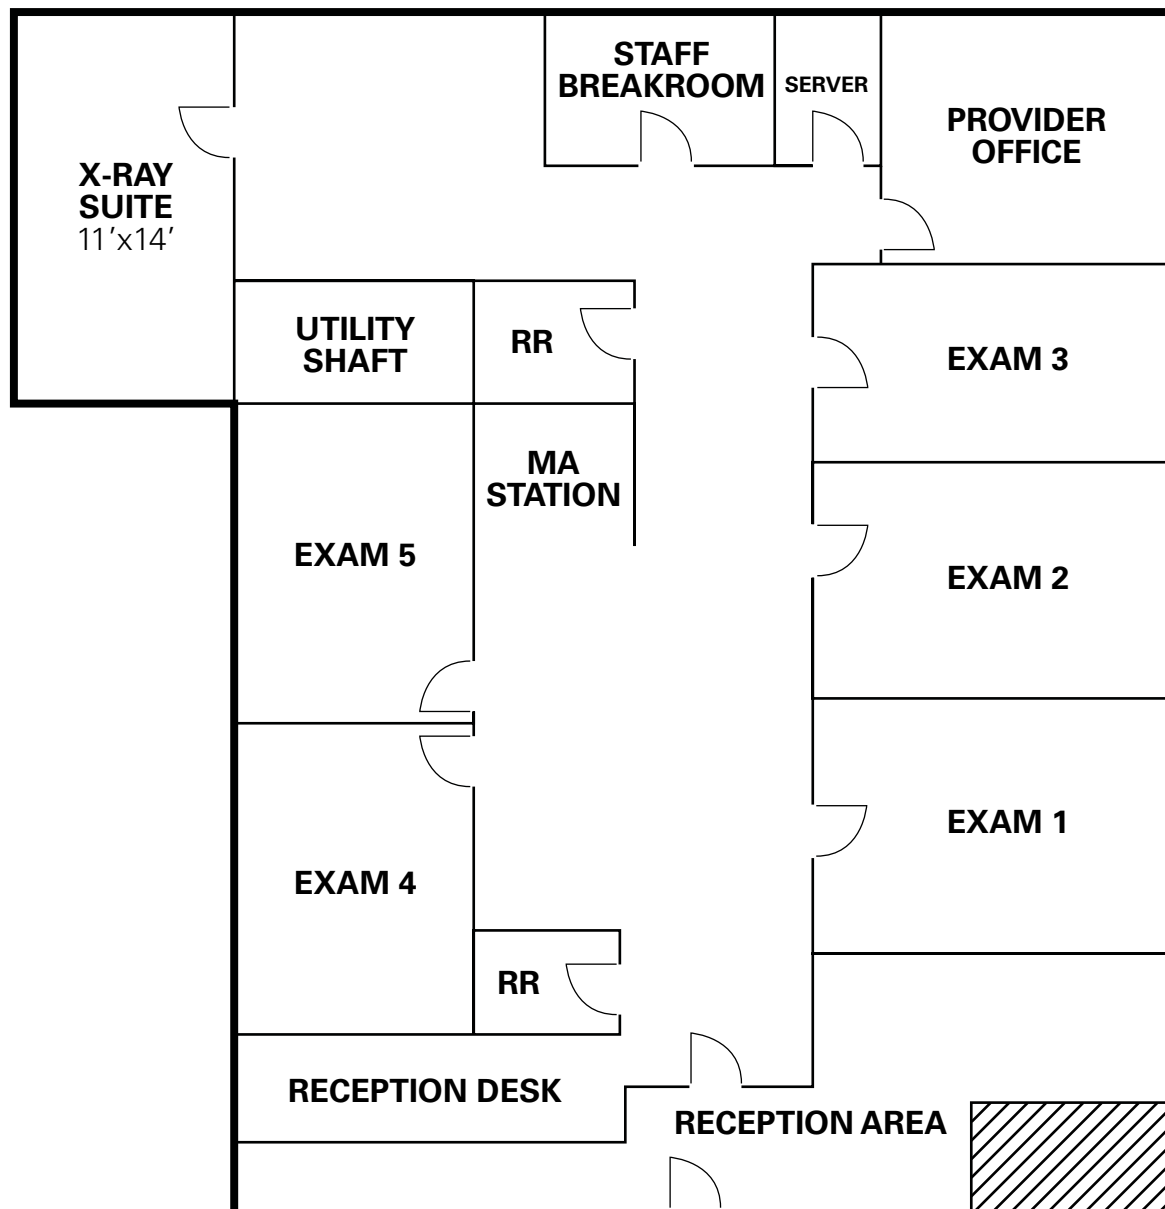 STAFF
BREAKROOM
SERVER
PROVIDER
OFFICE
X-RAY
SUITE
11'x14'
UTILITY
SHAFT
RR
EXAM 3
MA
STATION
EXAM 5
EXAM 2
EXAM 1
EXAM 4
RR
RECEPTION DESK
RECEPTION AREA